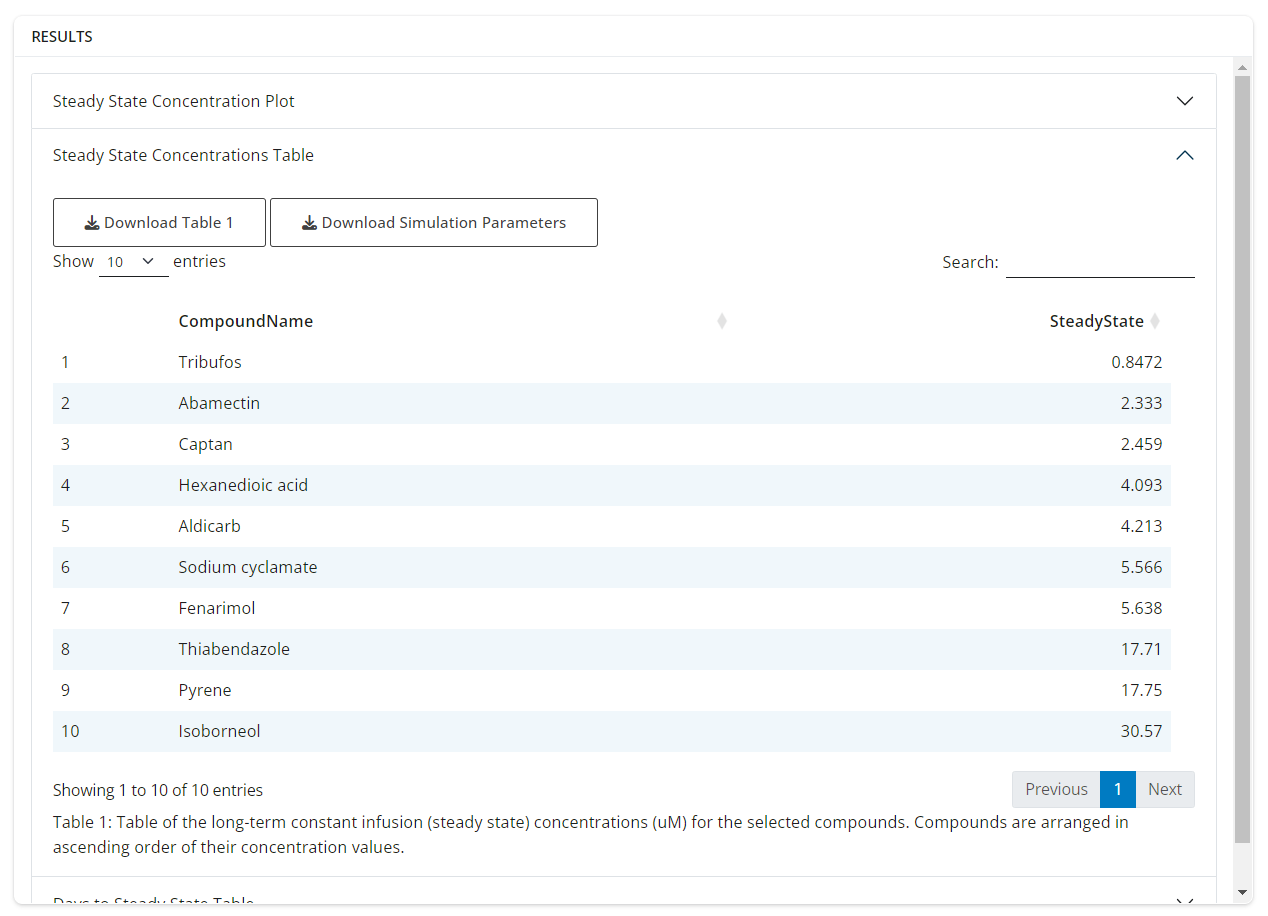 RESULTS
Steady State Concentration Plot
Steady State Concentrations Table
Download Table 1 Download Simulation Parameters
Show 10 entries Search:
CompoundName SteadyState
1 Tribufos 0.8472
2 Abamectin 2.333
3 Captan 2.459
4 Hexanedioic acid 4.093
5 Aldicarb 4.213
6 Sodium cyclamate 5.566
7 Fenarimol 5.638
8 Thiabendazole 17.71
9 Pyrene 17.75
10 Isoborneol 30.57
Showing 1 to 10 of 10 entries Previous 1 Next
Table 1: Table of the long-term constant infusion (steady state) concentrations (uM) for the selected compounds. Compounds are arranged in
ascending order of their concentration values.
Days to Steady State Table